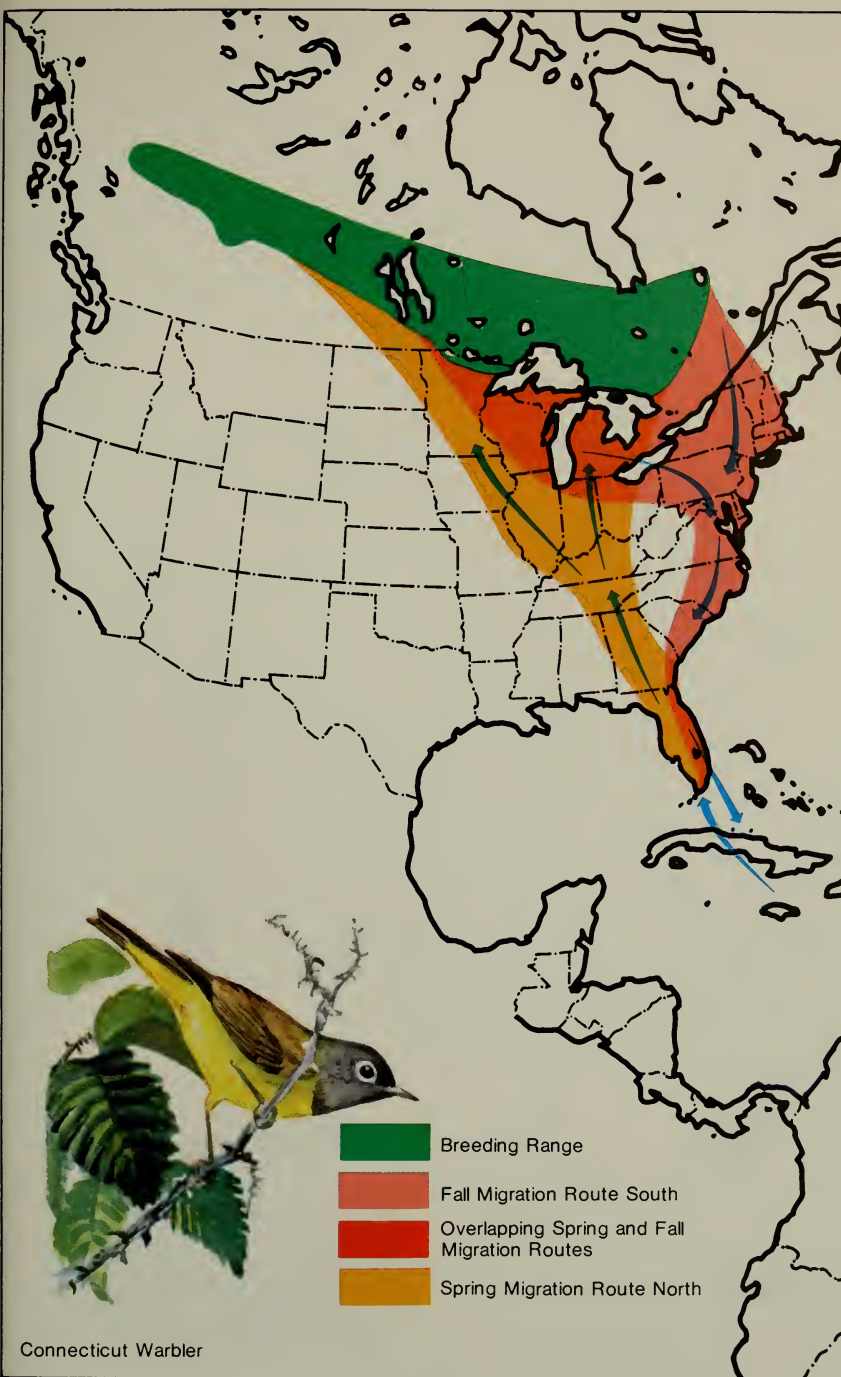 Breeding Range
Fall Migration Route South
Overlapping Spring and Fall
Migration Routes
Spring Migration Route North
Connecticut Warbler